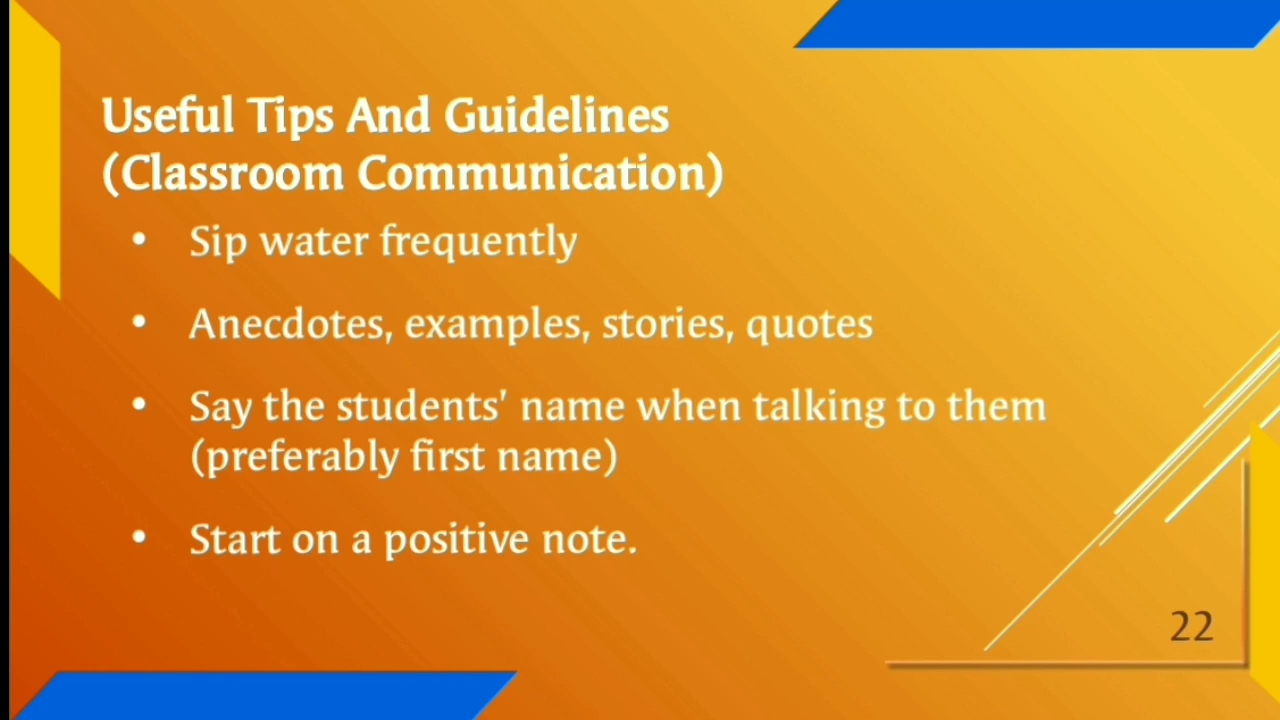 Useful Tips And Guidelines
(Classroom Communication)
• Sip water frequently
• Anecdotes, examples, stories, quotes
• Say the students' name when talking to them
(preferably first name)
• Start on a positive note.
22